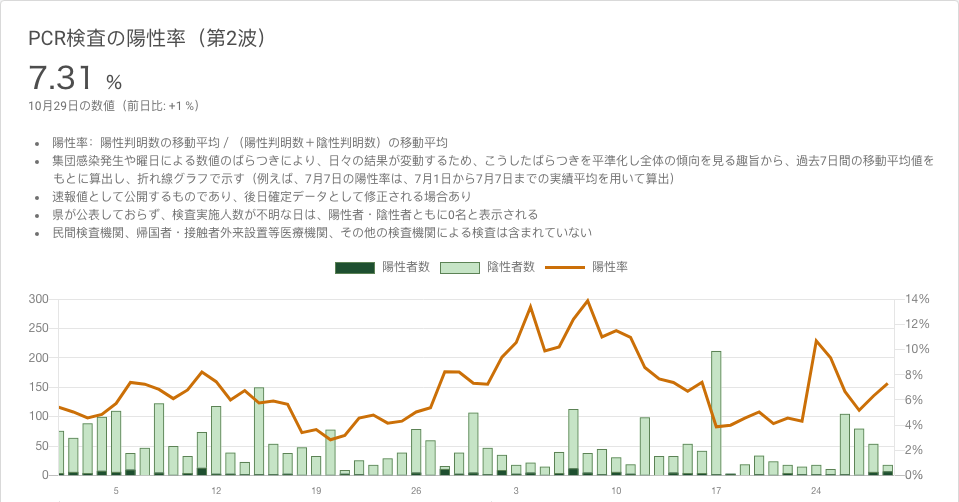 PCR検査の陽性率（第2波）
7.31 %
10月29日の数値（前日比: +1 %）
• 陽性率：陽性判明数の移動平均 / （陽性判明数＋陰性判明数）の移動平均
• 集団感染発生や曜日による数値のばらつきにより、日々の結果が変動するため、こうしたばらつきを平準化し全体の傾向を見る趣旨から、過去7日間の移動平均値を
もとに算出し、折れ線グラフで示す（例えば、7月7日の陽性率は、7月1日から7月7日までの実績平均を用いて算出）
• 速報値として公開するものであり、後日確定データとして修正される場合あり
• 県が公表しておらず、検査実施人数が不明な日は、陽性者・陰性者ともに0名と表示される
• 民間検査機関、帰国者・接触者外来設置等医療機関、その他の検査機関による検査は含まれていない
陽性者数 陰性者数 陽性率
300 14%
12%
250
10%
200
8%
150
6%
100
4%
50
2%
0 0%
5 12 19 26 3 10 17 24